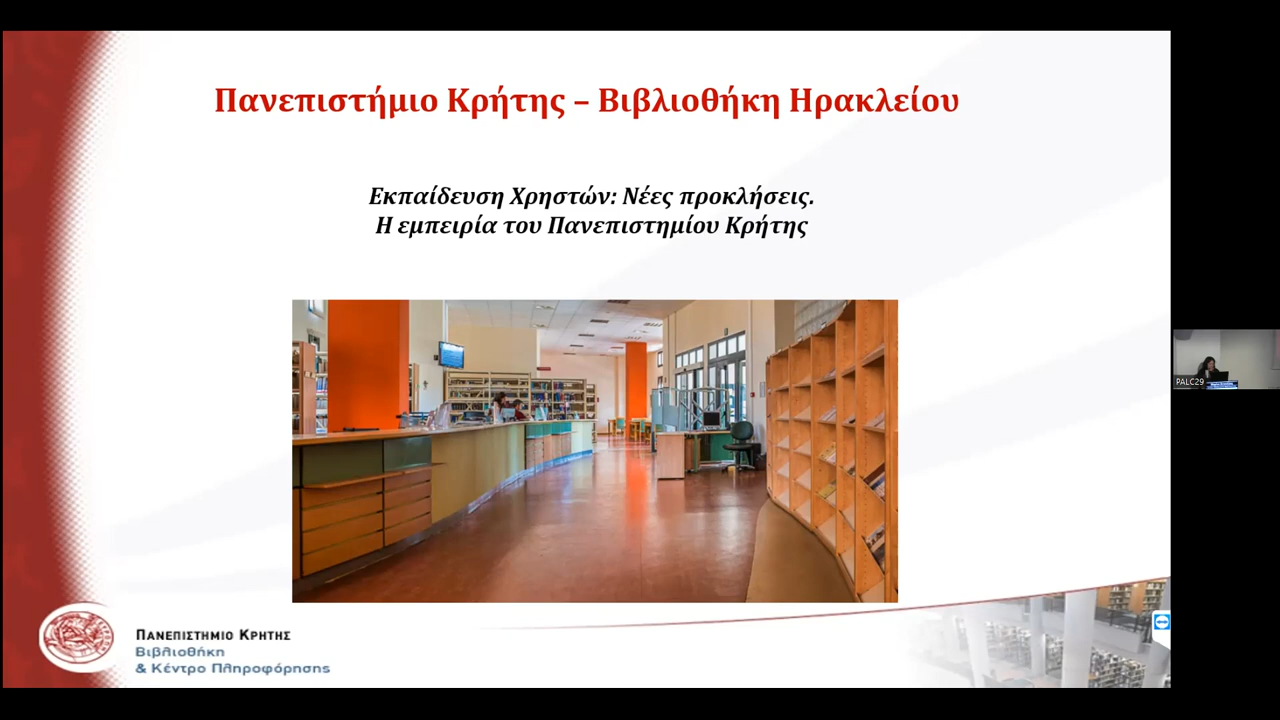 Πανεπιστήμιο Κρήτης – Βιβλιοθήκη Ηρακλείου
Εκπαίδευση Χρηστών: Νέες προκλήσεις.
Η εμπειρία του Πανεπιστημίου Κρήτης
PALC29
ΠΑΝΕΠΙΣΤΗΜΙΟ ΚΡΗΤΗΣ
Βιβλιοθήκη
& Κέντρο Πληροφόρησης